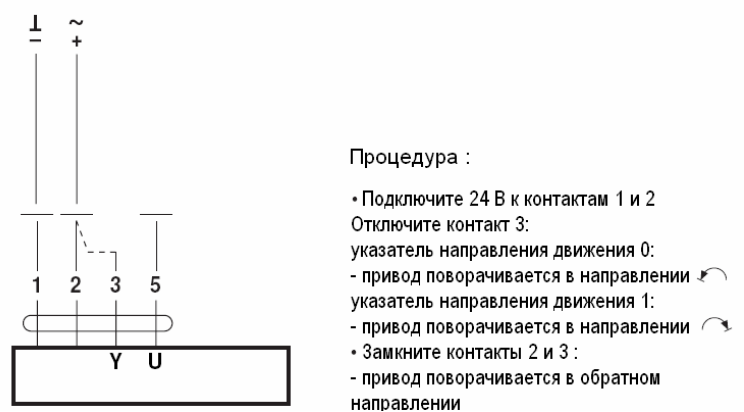 ⊥ ~
− +
1 2 3 5
Y U
Процедура :
• Подключите 24 В к контактам 1 и 2
Отключите контакт 3:
указатель направления движения 0:
- привод поворачивается в направлении ↶
указатель направления движения 1:
- привод поворачивается в направлении ↷
• Замкните контакты 2 и 3 :
- привод поворачивается в обратном
направлении